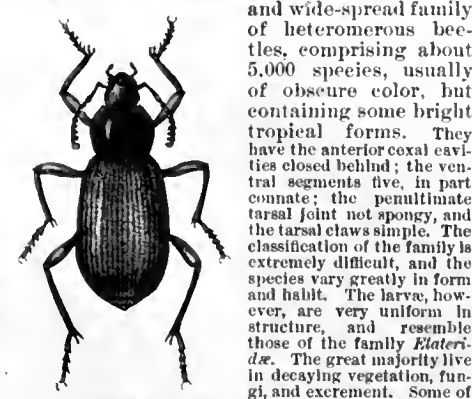 and wide-spread family
of heteromerous bee-
tles, comprising about
5,000 species, usually
of obscure color, but
containing some bright
tropical forms. They
have the anterior coxal cavi-
ties closed behind; the ven-
tral segments five, in part
connate; the penultimate
tarsal joint not spongy, and
the tarsal claws simple. The
classification of the family is
extremely difficult, and the
species vary greatly in form
and habit. The larvæ, how-
ever, are very uniform in
structure, and resemble
those of the family Elateri-
dæ. The great majority live
in decaying vegetation, fun-
gi, and excrement. Some of